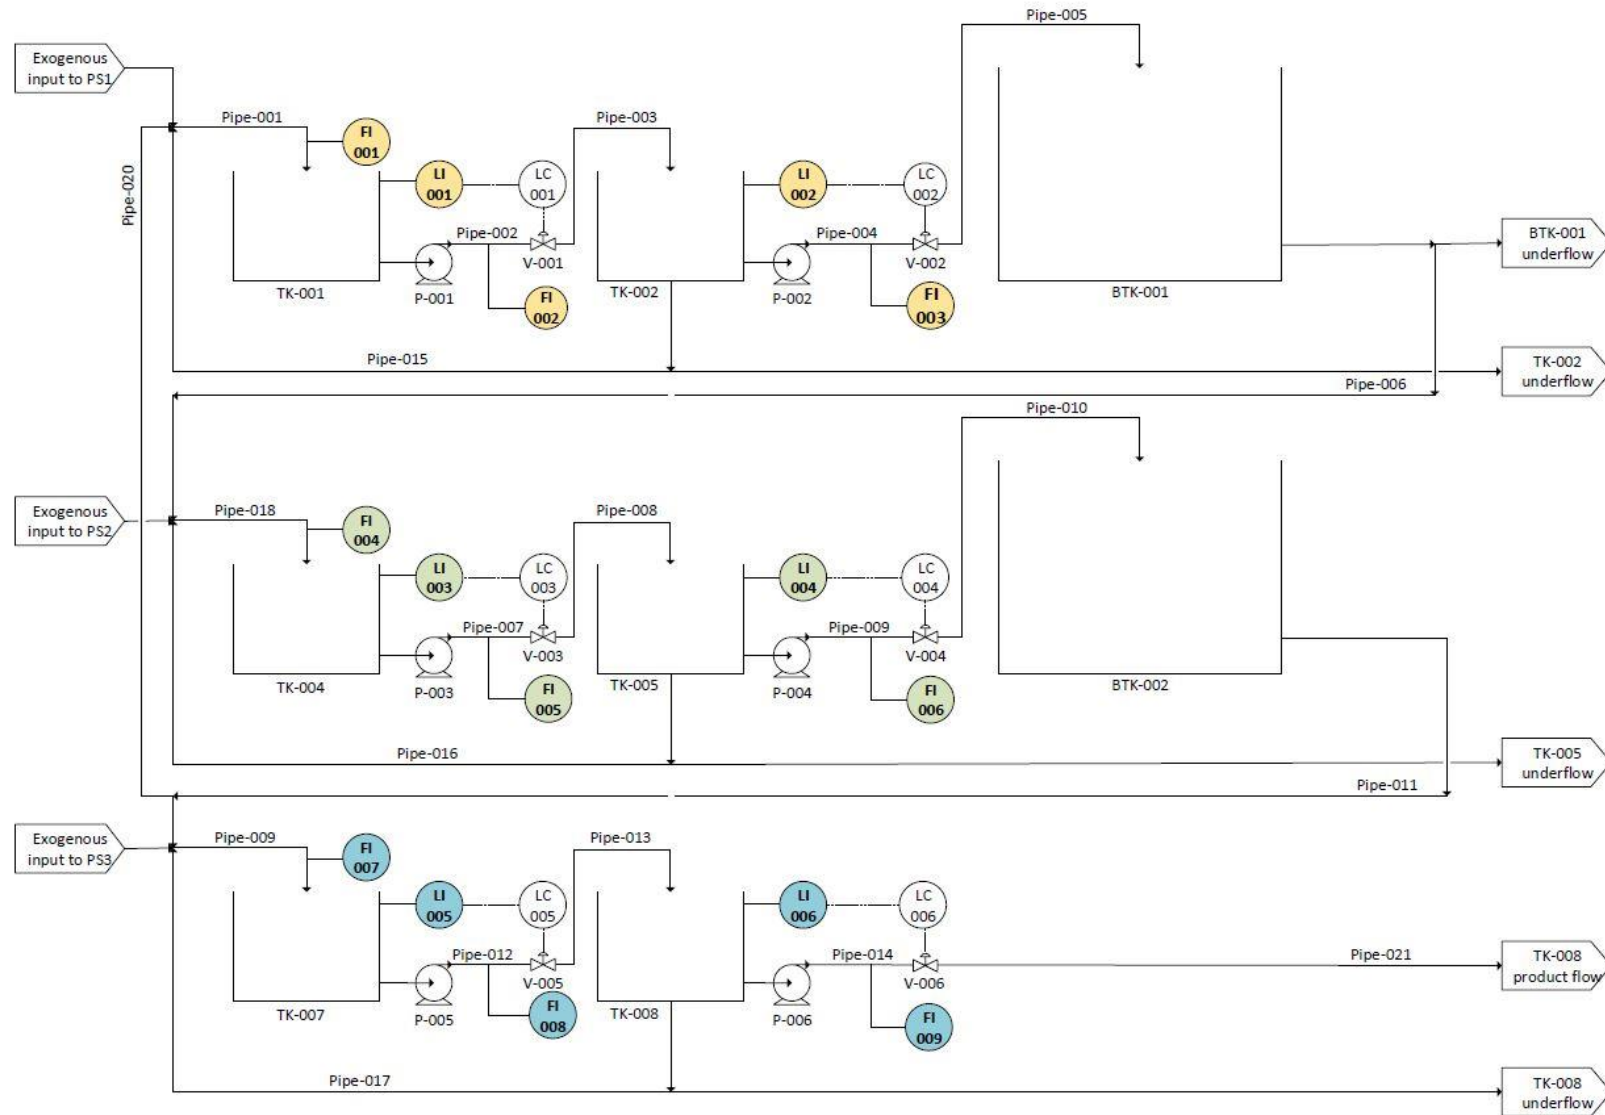 Pipe-005
Exogenous
input to PS1
Pipe-001
FI
001
Pipe-003
LI
001
LC
001
LI
002
LC
002
Pipe-020
Pipe-002
V-001
Pipe-004
V-002
BTK-001
underflow
TK-001
P-001
FI
002
TK-002
P-002
FI
003
BTK-001
Pipe-015
TK-002
underflow
Pipe-006
Pipe-010
Exogenous
input to PS2
Pipe-018
FI
004
Pipe-008
LI
003
LC
003
LI
004
LC
004
Pipe-007
V-003
Pipe-009
V-004
TK-004
P-003
FI
005
TK-005
P-004
FI
006
BTK-002
Pipe-016
TK-005
underflow
Pipe-011
Exogenous
input to PS3
Pipe-009
FI
007
Pipe-013
LI
005
LC
005
LI
006
LC
006
Pipe-012
V-005
Pipe-014
V-006
Pipe-021
TK-008
product flow
TK-007
P-005
FI
008
TK-008
P-006
FI
009
Pipe-017
TK-008
underflow